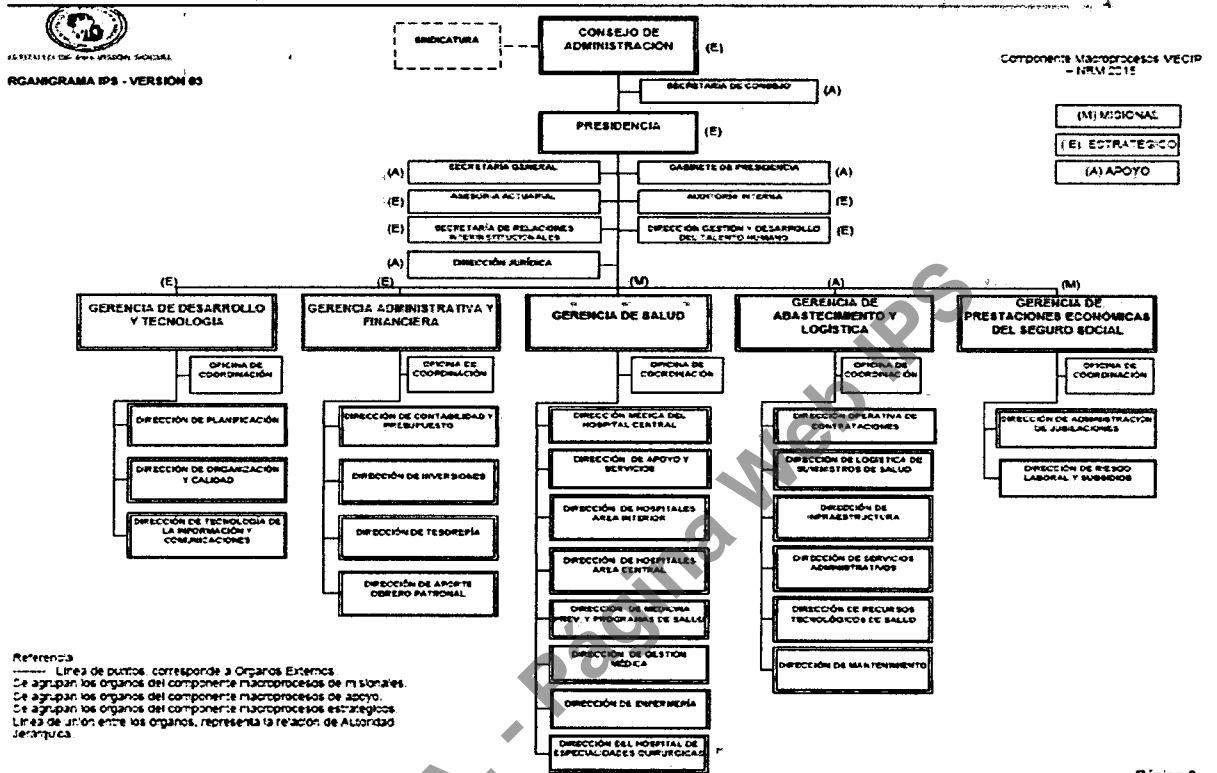 RGANIGRAMA IPS - VERSIÓN 03
SINDICATURA
CONSEJO DE
ADMINISTRACIÓN
(E)
Componente Macroprocesos MECIP
– NRM 2015
SECRETARÍA DE CONSEJO
(A)
(M) MISIONAL
(E) ESTRATEGICO
(A) APOYO
PRESIDENCIA
(E)
(A)
SECRETARÍA GENERAL
GABINETE DE PRESIDENCIA
(A)
(E)
ASESORIA ACTUARIAL
AUDITORIA INTERNA
(E)
(E)
SECRETARÍA DE RELACIONES
INTERINSTITUCIONALES
DIRECCIÓN GESTIÓN Y DESARROLLO
DEL TALENTO HUMANO
(E)
(A)
DIRECCIÓN JURÍDICA
(E)
GERENCIA DE DESARROLLO
Y TECNOLOGIA
OFICINA DE
COORDINACIÓN
DIRECCIÓN DE PLANIFICACIÓN
DIRECCIÓN DE ORGANIZACIÓN
Y CALIDAD
DIRECCIÓN DE TECNOLOGÍA DE
LA INFORMACIÓN Y
COMUNICACIONES
(E)
GERENCIA ADMINISTRATIVA Y
FINANCIERA
OFICINA DE
COORDINACIÓN
DIRECCIÓN DE CONTABILIDAD Y
PRESUPUESTO
DIRECCIÓN DE INVERSIONES
DIRECCIÓN DE TESORERÍA
DIRECCIÓN DE APORTE
OBRERO PATRONAL
(M)
GERENCIA DE SALUD
OFICINA DE
COORDINACIÓN
DIRECCIÓN MÉDICA DEL
HOSPITAL CENTRAL
DIRECCIÓN DE APOYO Y
SERVICIOS
DIRECCIÓN DE HOSPITALES
AREA INTERIOR
DIRECCIÓN DE HOSPITALES
AREA CENTRAL
DIRECCIÓN DE MEDICINA
PREV. Y PROGRAMAS DE SALUD
DIRECCIÓN DE GESTIÓN
MÉDICA
DIRECCIÓN DE ENFERMERÍA
DIRECCIÓN DEL HOSPITAL DE
ESPECIALIDADES QUIRURGICAS
(A)
GERENCIA DE
ABASTECIMIENTO Y
LOGÍSTICA
OFICINA DE
COORDINACIÓN
DIRECCIÓN OPERATIVA DE
CONTRATACIONES
DIRECCIÓN DE LOGISTICA DE
SUMINISTROS DE SALUD
DIRECCIÓN DE
INFRAESTRUCTURA
DIRECCIÓN DE SERVICIOS
ADMINISTRATIVOS
DIRECCIÓN DE RECURSOS
TECNOLÓGICOS DE SALUD
DIRECCIÓN DE MANTENIMIENTO
(M)
GERENCIA DE
PRESTACIONES ECONÓMICAS
DEL SEGURO SOCIAL
OFICINA DE
COORDINACIÓN
DIRECCIÓN DE ADMINISTRACIÓN
DE JUBILACIONES
DIRECCIÓN DE RIESGO
LABORAL Y SUBSIDIOS
Referencia
-------- Línea de puntos, corresponde a Organos Externos.
Se agrupan los órganos del componente macroprocesos de misionales.
Se agrupan los órganos del componente macroprocesos de apoyo.
Se agrupan los órganos del componente macroprocesos estratégicos.
Línea de unión entre los órganos, representa la relación de Autoridad
Jerárquica.
A. - Página Web IPS